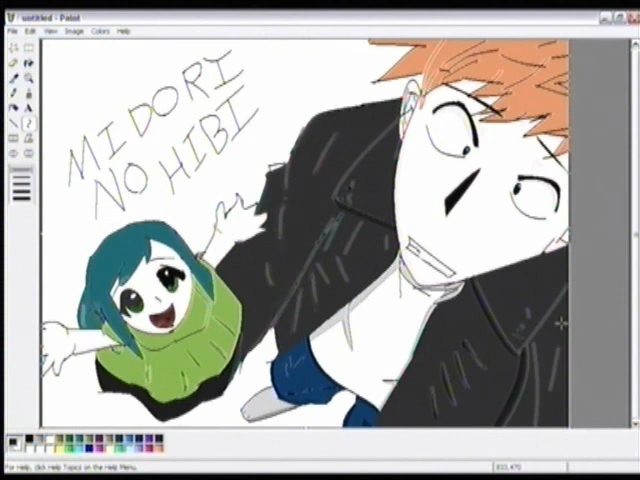 untitled - Paint
File Edit View Image Colors Help
MIDORI
NO HIBI
For Help, click Help Topics on the Help Menu.